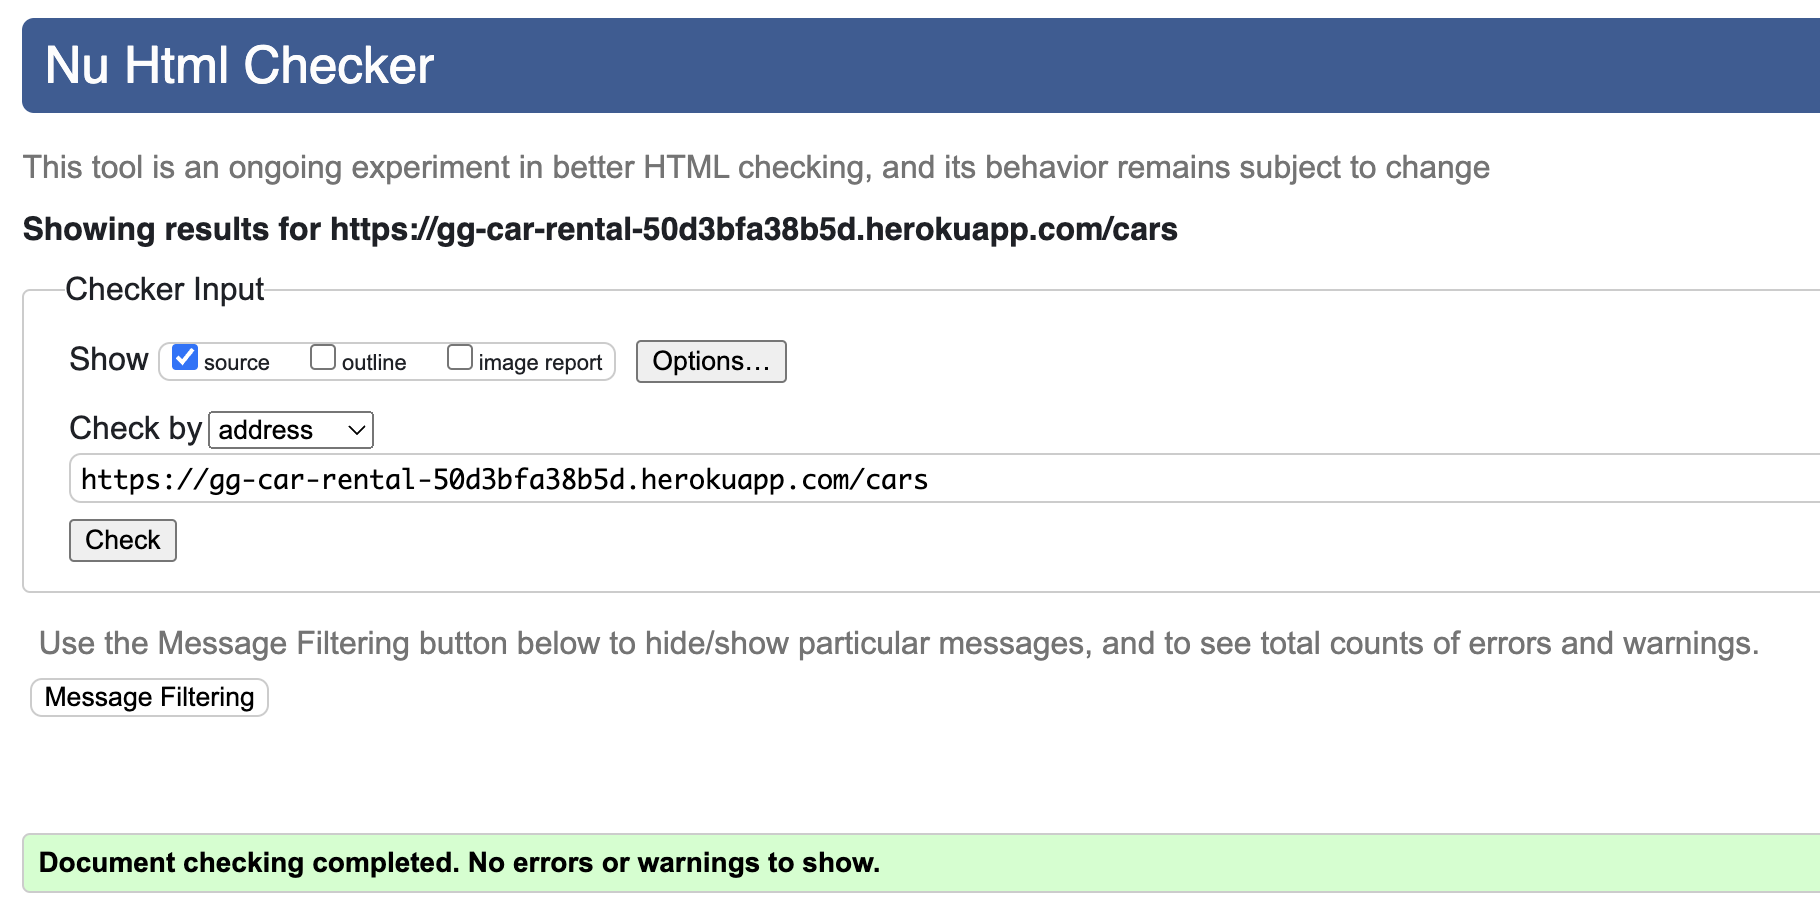 Nu Html Checker
This tool is an ongoing experiment in better HTML checking, and its behavior remains subject to change
Showing results for https://gg-car-rental-50d3bfa38b5d.herokuapp.com/cars
Checker Input
Show source outline image report Options...
Check by address
https://gg-car-rental-50d3bfa38b5d.herokuapp.com/cars
Check
Use the Message Filtering button below to hide/show particular messages, and to see total counts of errors and warnings.
Message Filtering
Document checking completed. No errors or warnings to show.